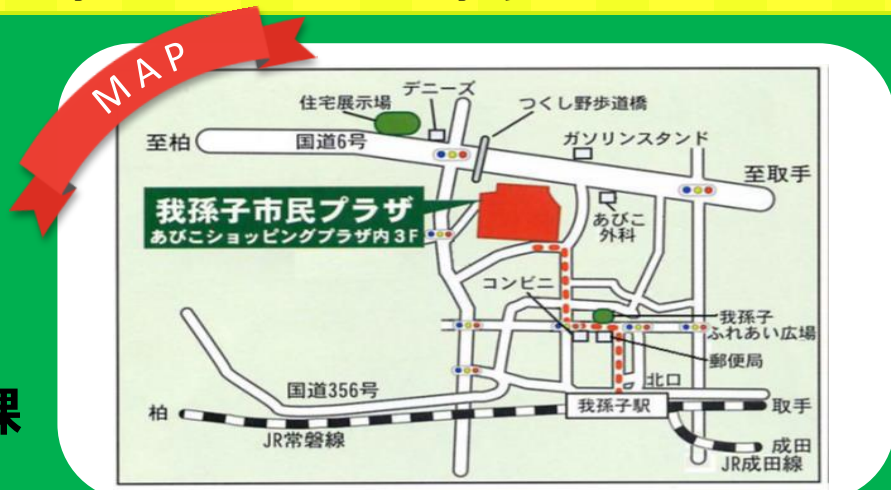 MAP
デニーズ
住宅展示場
つくし野歩道橋
至柏
国道6号
ガソリンスタンド
至取手
我孫子市民プラザ
あびこショッピングプラザ内3F
あびこ
外科
コンビニ
我孫子
ふれあい広場
郵便局
北口
国道356号
我孫子駅
柏
取手
JR常磐線
成田
JR成田線
課